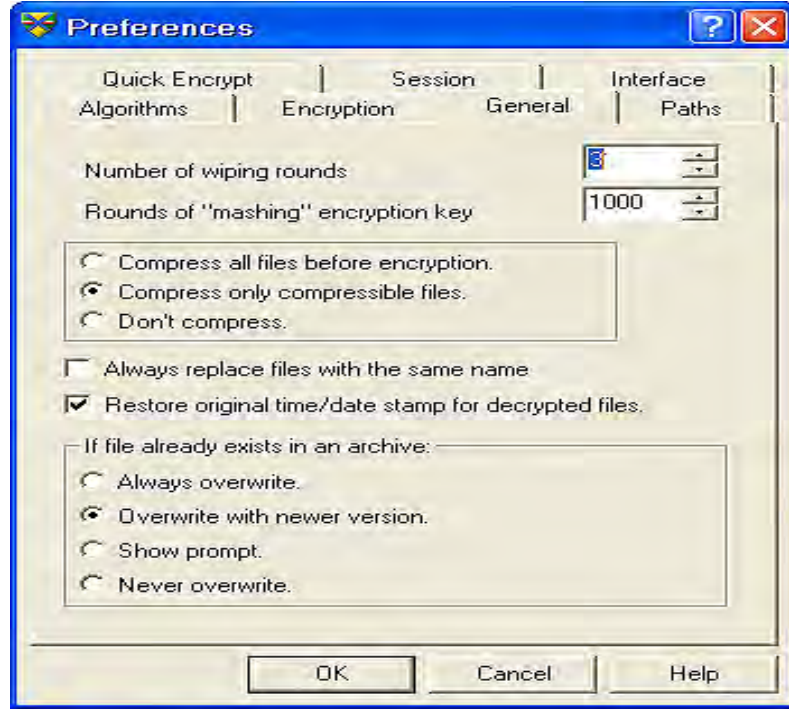 Preferences
Quick Encrypt Session Interface
Algorithms Encryption General Paths
Number of wiping rounds 3
Rounds of "mashing" encryption key 1000
Compress all files before encryption.
Compress only compressible files.
Don't compress.
Always replace files with the same name
Restore original time/date stamp for decrypted files.
If file already exists in an archive:
Always overwrite.
Overwrite with newer version.
Show prompt.
Never overwrite.
OK Cancel Help